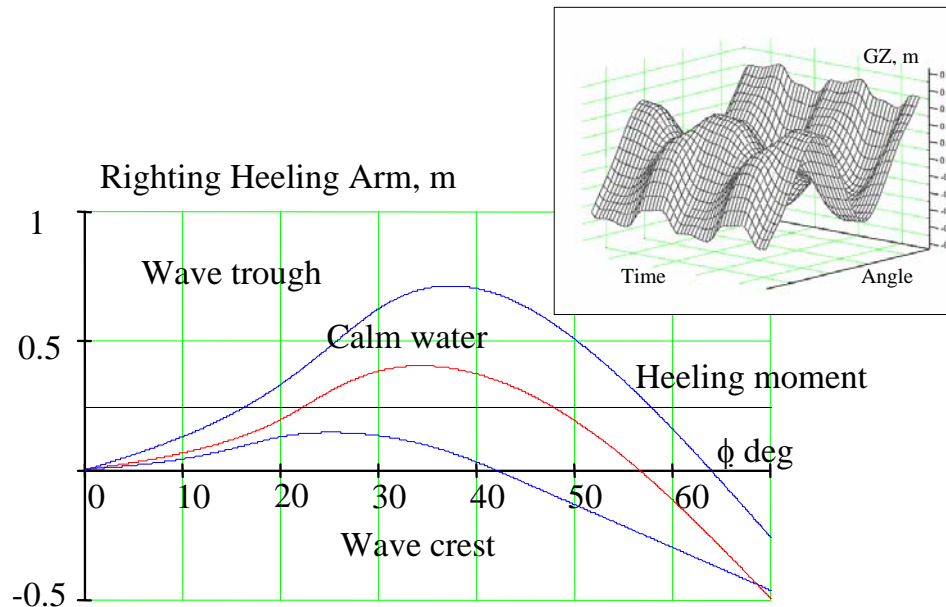 GZ, m
Time
Angle
Righting Heeling Arm, m
1
Wave trough
0.5
Calm water
Heeling moment
ϕ, deg
0 10 20 30 40 50 60
Wave crest
-0.5